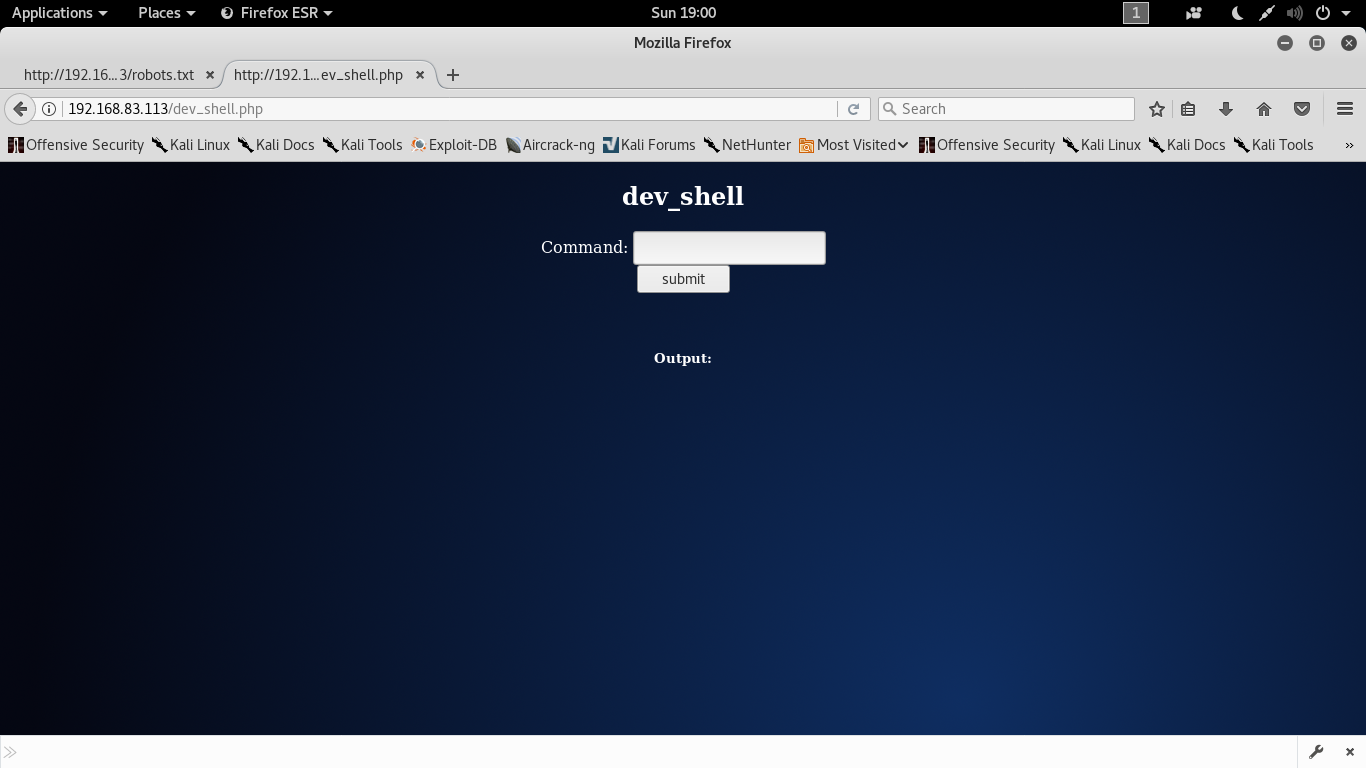 Applications Places Firefox ESR Sun 19:00 1
Mozilla Firefox
http://192.16...3/robots.txt http://192.1...ev_shell.php
192.168.83.113/dev_shell.php Search
Offensive Security Kali Linux Kali Docs Kali Tools Exploit-DB Aircrack-ng Kali Forums NetHunter Most Visited Offensive Security Kali Linux Kali Docs Kali Tools
dev_shell
Command:
submit
Output: